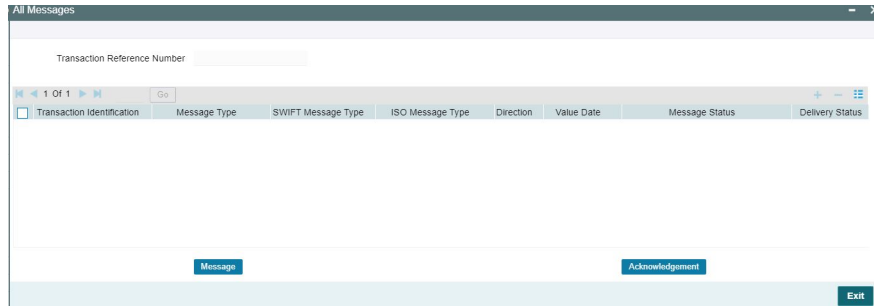 All Messages
Transaction Reference Number
1 Of 1 Go
Transaction Identification Message Type SWIFT Message Type ISO Message Type Direction Value Date Message Status Delivery Status
Message Acknowledgement
Exit